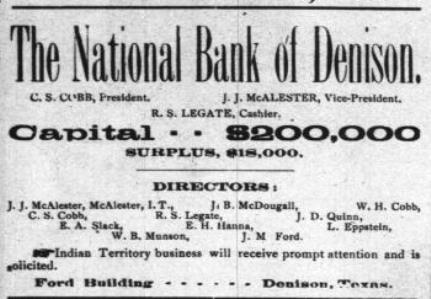 The National Bank of Denison.
C. S. COBB, President. J. J. McALESTER, Vice-President.
R. S. LEGATE, Cashier.
Capital - - $200,000
SURPLUS, $18,000.
DIRECTORS:
J. J. McAlester, McAlester, I. T., J. B. McDougall, W. H. Cobb,
C. S. Cobb, R. S. Legate, J. D. Quinn,
E. A. Slack, E. H. Hanna, L. Eppstein,
W. B. Munson, J. M Ford.
☛Indian Territory business will receive prompt attention and is
solicited.
Ford Building - - - - - - Denison, Texas.